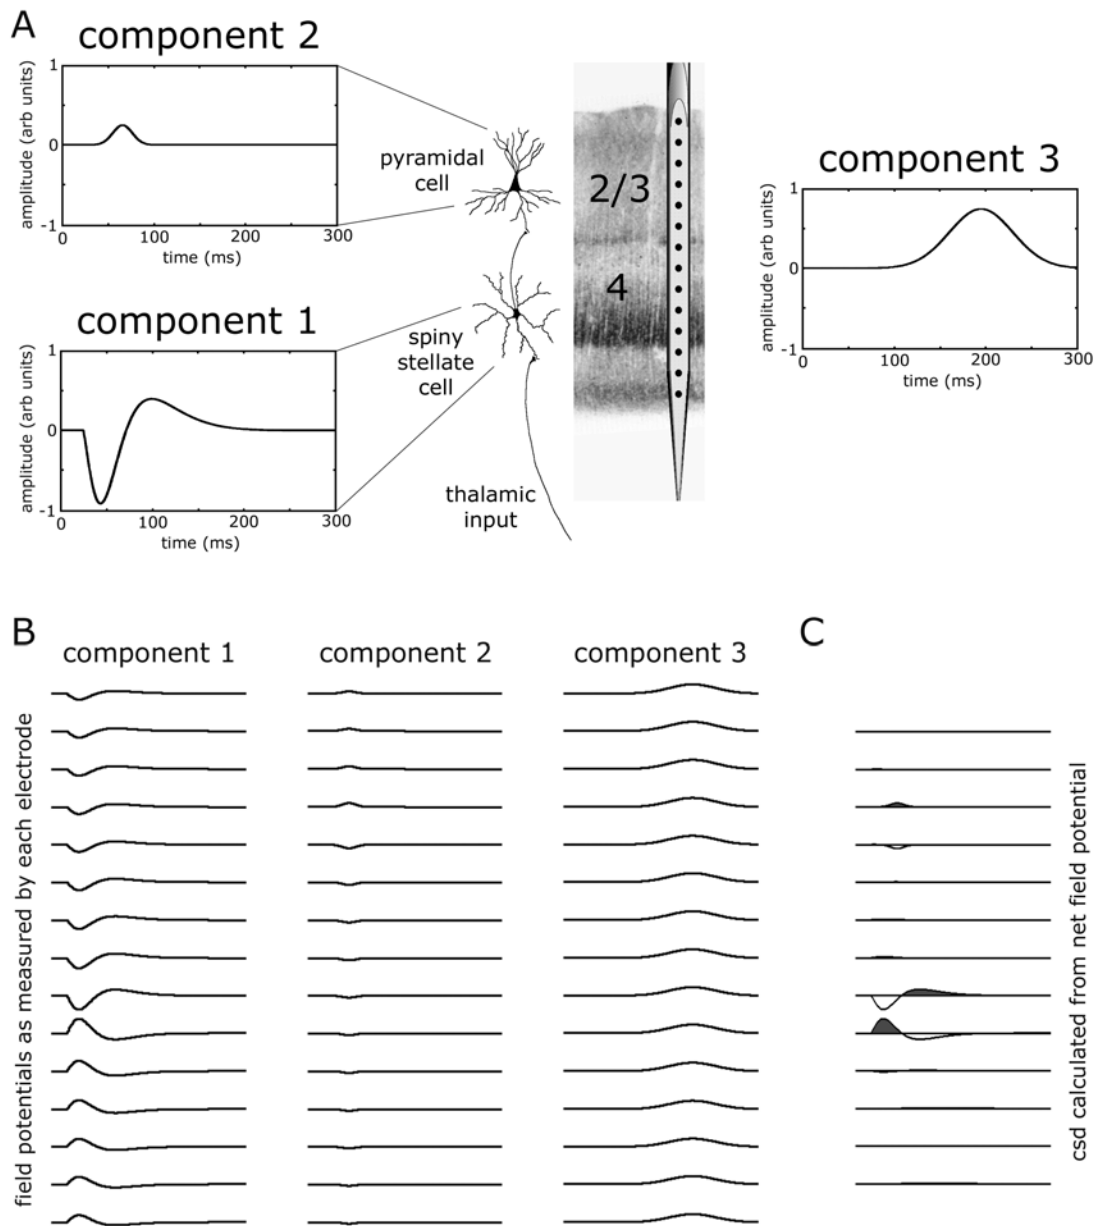 A
component 2
1
0
-1
0
100
200
300
amplitude (arb units)
time (ms)
pyramidal
cell
component 1
1
0
-1
0
100
200
300
amplitude (arb units)
time (ms)
spiny
stellate
cell
thalamic
input
2/3
4
component 3
1
0
-1
0
100
200
300
amplitude (arb units)
time (ms)
B
component 1
component 2
component 3
field potentials as measured by each electrode
C
csd calculated from net field potential